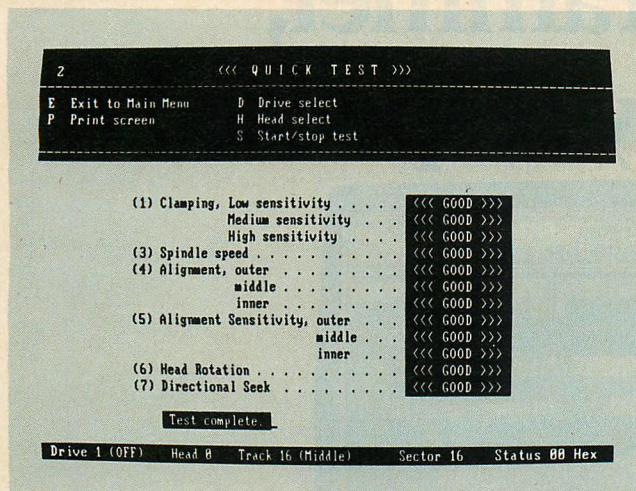 2 <<< QUICK TEST >>>
E Exit to Main Menu D Drive select
P Print screen H Head select
S Start/stop test
(1) Clamping, Low sensitivity . . . . . <<< GOOD >>>
Medium sensitivity . . . . <<< GOOD >>>
High sensitivity . . . . <<< GOOD >>>
(3) Spindle speed . . . . . . . . . . . <<< GOOD >>>
(4) Alignment, outer . . . . . . . . . <<< GOOD >>>
middle . . . . . . . . . <<< GOOD >>>
inner . . . . . . . . . <<< GOOD >>>
(5) Alignment Sensitivity, outer . . . <<< GOOD >>>
middle . . . <<< GOOD >>>
inner . . . <<< GOOD >>>
(6) Head Rotation . . . . . . . . . . . <<< GOOD >>>
(7) Directional Seek . . . . . . . . . <<< GOOD >>>
Test complete.
Drive 1 (OFF) Head 0 Track 16 (Middle) Sector 16 Status 00 Hex